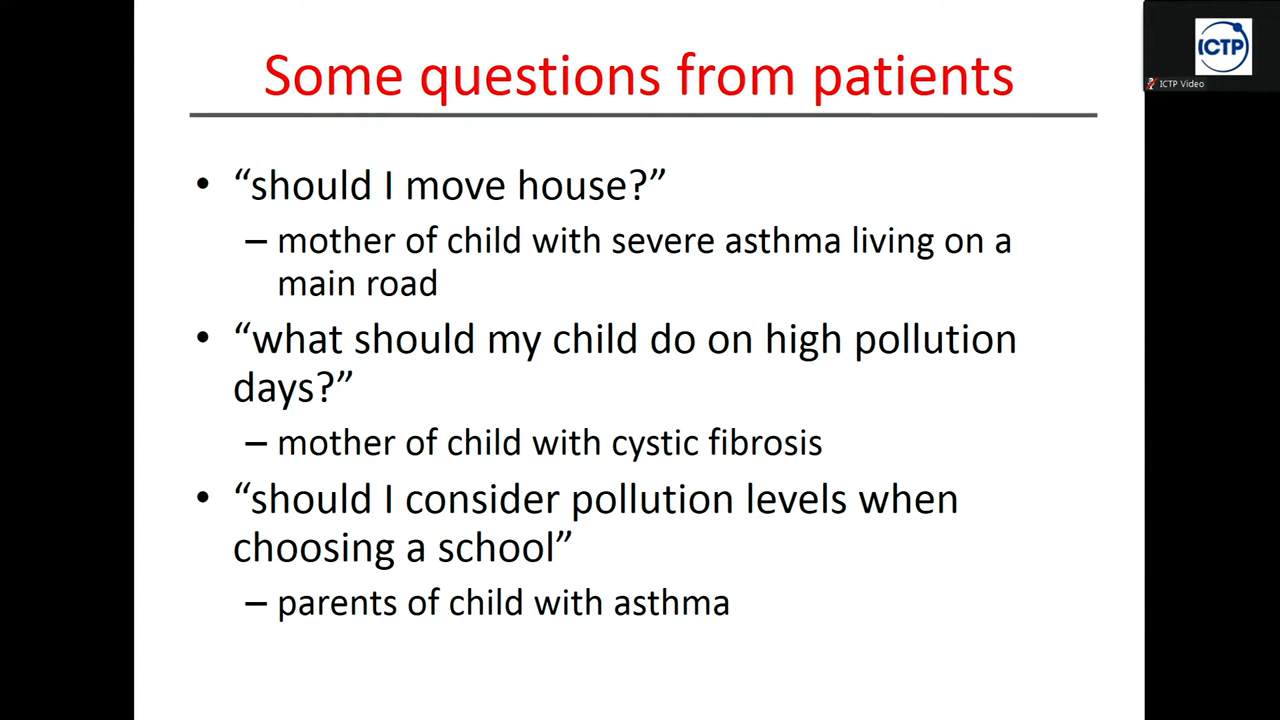 Some questions from patients
ICTP
ICTP Video
• “should I move house?”
– mother of child with severe asthma living on a
main road
• “what should my child do on high pollution
days?”
– mother of child with cystic fibrosis
• “should I consider pollution levels when
choosing a school”
– parents of child with asthma